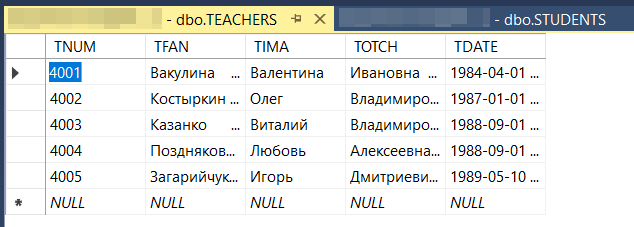 - dbo.TEACHERS - dbo.STUDENTS
TNUM TFAN TIMA TOTCH TDATE
4001 Вакулина ... Валентина Ивановна ... 1984-04-01 ...
4002 Костыркин ... Олег Владимиро... 1987-01-01 ...
4003 Казанко ... Виталий Владимиро... 1988-09-01 ...
4004 Поздняков... Любовь Алексеевна... 1988-09-01 ...
4005 Загарийчук... Игорь Дмитриеви... 1989-05-10 ...
NULL NULL NULL NULL NULL